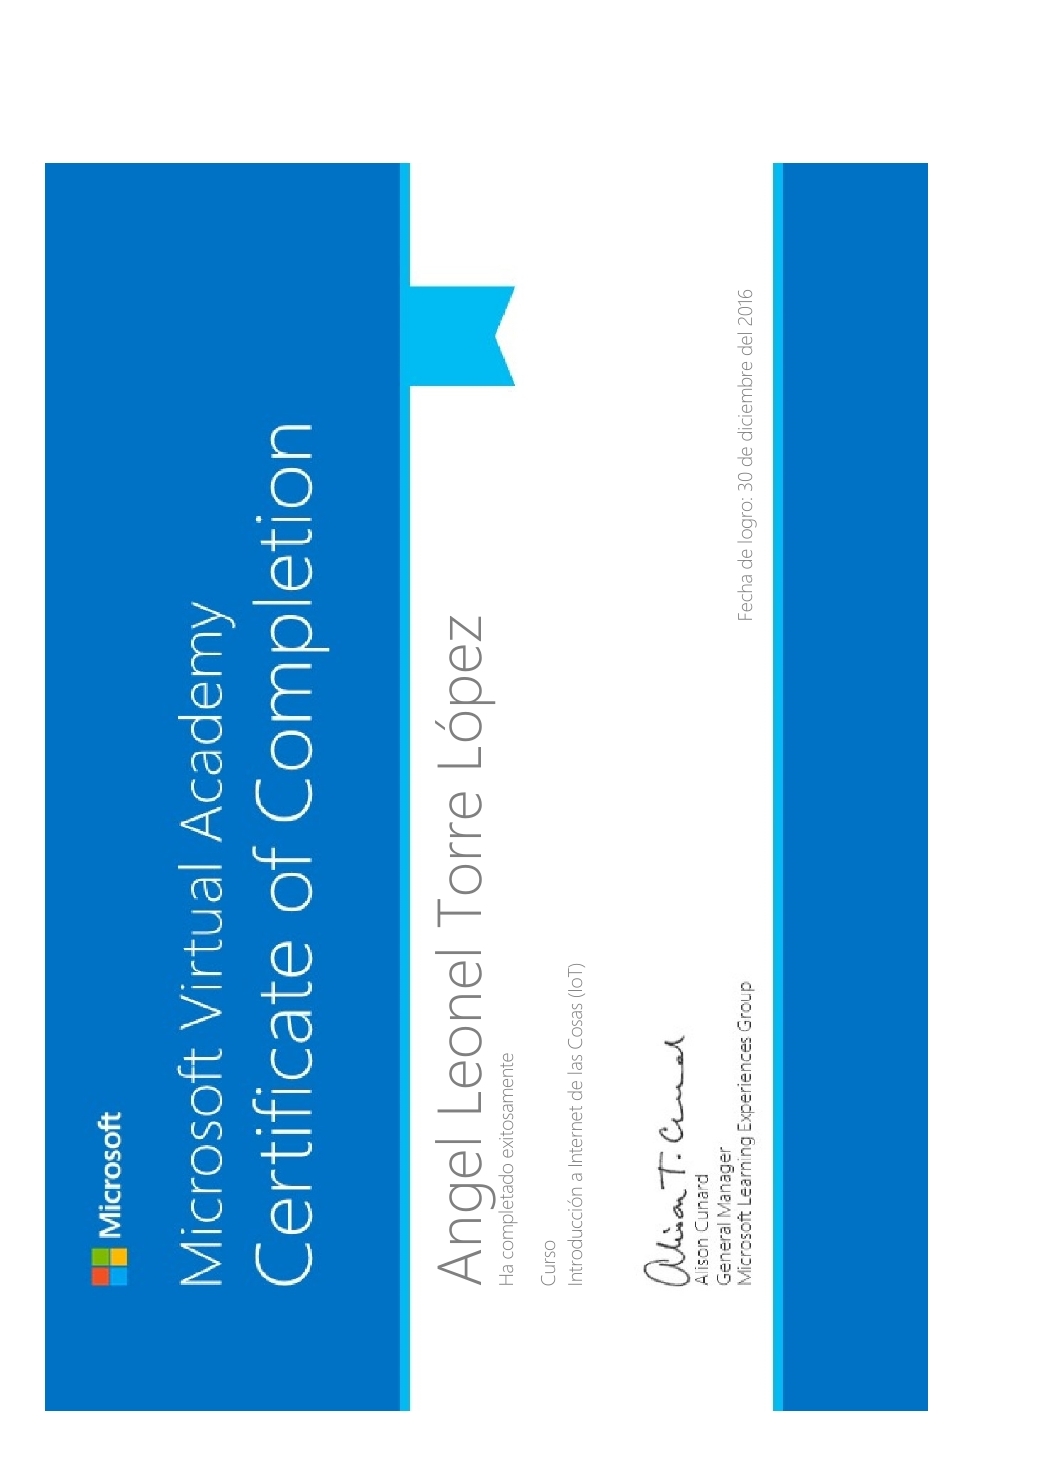 Microsoft
Microsoft Virtual Academy
Certificate of Completion
Angel Leonel Torre López
Ha completado exitosamente
Curso
Introducción a Internet de las Cosas (IoT)
Alison T. Cunard
Alison Cunard
General Manager
Microsoft Learning Experiences Group
Fecha de logro: 30 de diciembre del 2016